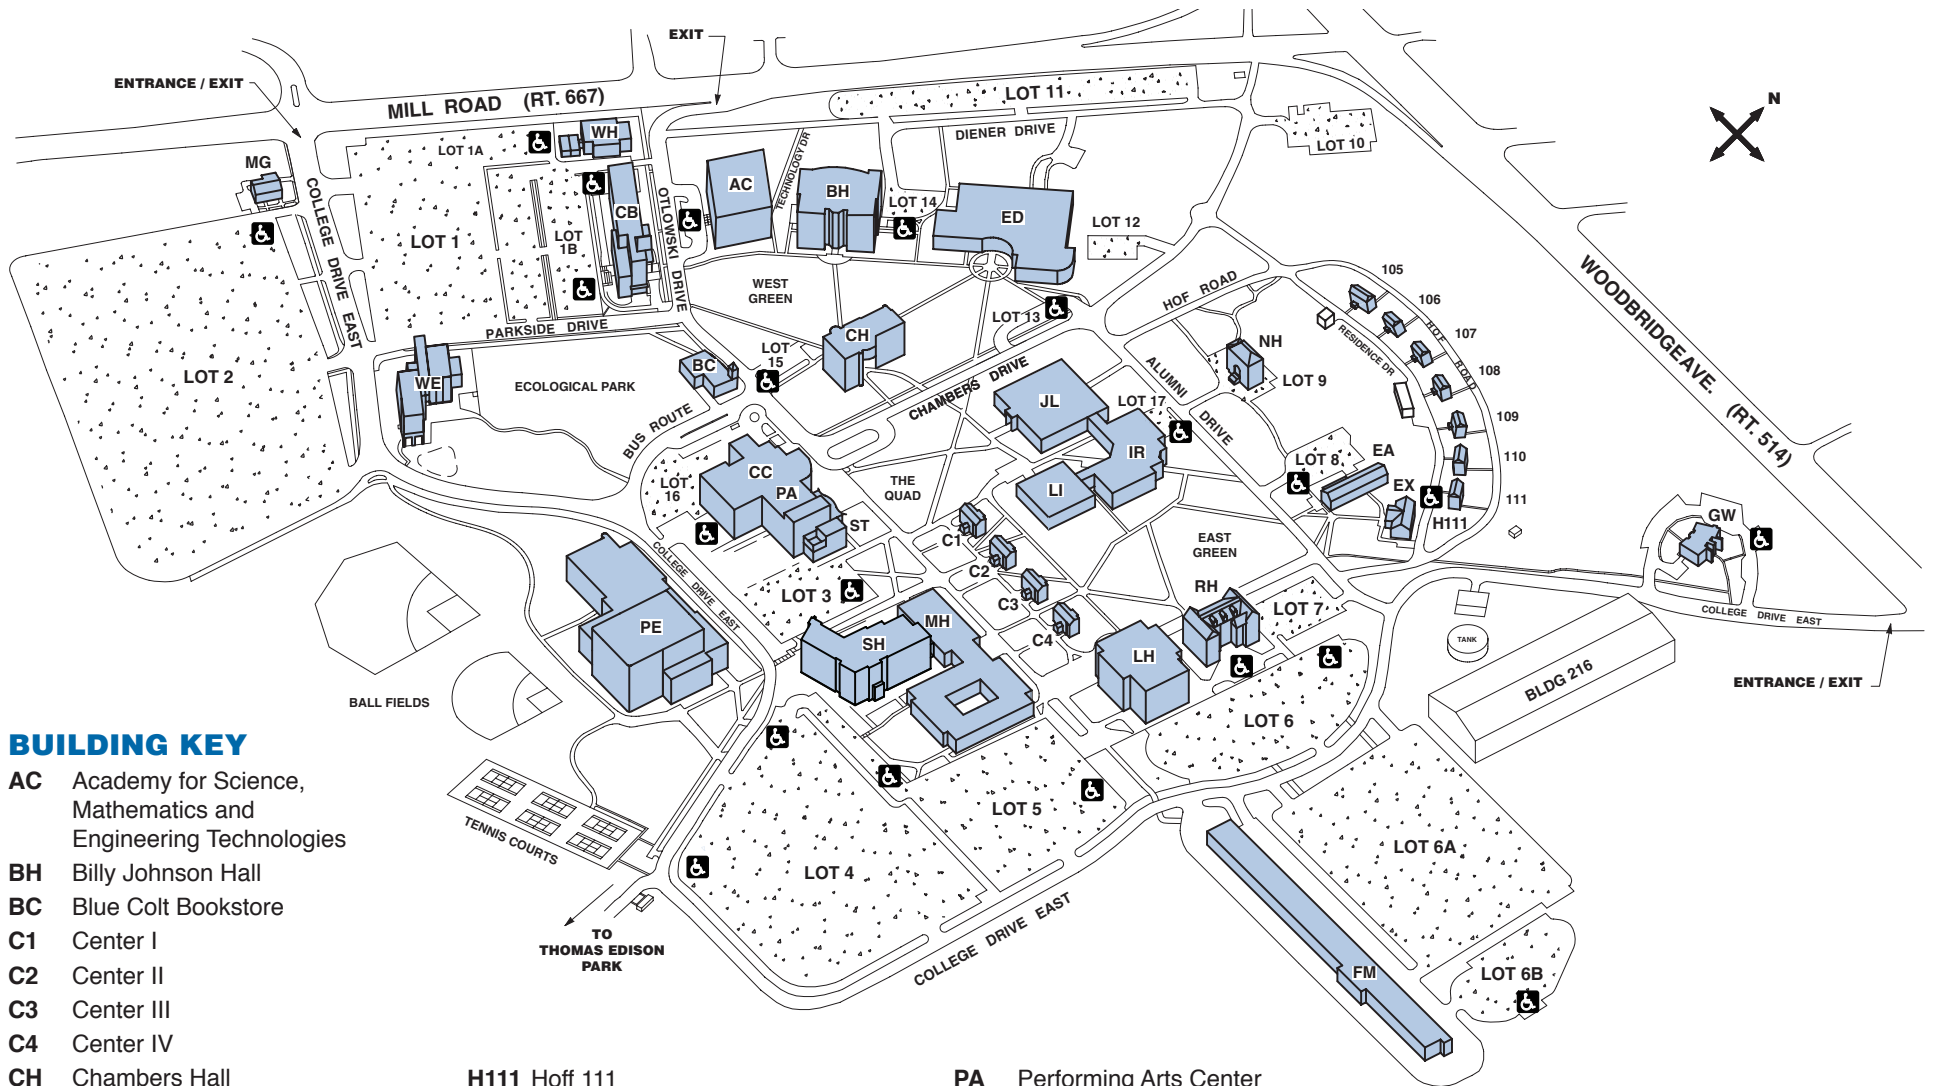 EXIT
ENTRANCE / EXIT
MILL ROAD (RT. 667)
LOT 11
N
DIENER DRIVE
LOT 10
WH
LOT 1A
TECHNOLOGY DR
MG
COLLEGE DRIVE EAST
AC
BH
LOT 14
ED
LOT 12
OTLOWSKI DRIVE
CB
LOT 1
LOT
1B
WEST
GREEN
HOF ROAD
105
106
107
108
109
110
111
HOF ROAD
RESIDENCE DR
WOODBRIDGE AVE. (RT. 514)
LOT 13
PARKSIDE DRIVE
CH
LOT
15
BC
NH
LOT 9
ALUMNI DRIVE
CHAMBERS DRIVE
LOT 2
WE
ECOLOGICAL PARK
BUS ROUTE
JL
LOT 17
IR
EA
LOT 8
EX
H111
CC
PA
LOT
16
THE
QUAD
LI
ST
C1
EAST
GREEN
GW
C2
COLLEGE DRIVE EAST
C3
RH
LOT 7
LOT 3
MH
C4
COLLEGE DRIVE EAST
TANK
PE
SH
LH
BLDG 216
ENTRANCE / EXIT
BALL FIELDS
LOT 6
TENNIS COURTS
LOT 5
LOT 6A
LOT 4
COLLEGE DRIVE EAST
TO
THOMAS EDISON
PARK
FM
LOT 6B
BUILDING KEY
AC Academy for Science,
Mathematics and
Engineering Technologies
BH Billy Johnson Hall
BC Blue Colt Bookstore
C1 Center I
C2 Center II
C3 Center III
C4 Center IV
CH Chambers Hall
H111 Hoff 111
PA Performing Arts Center